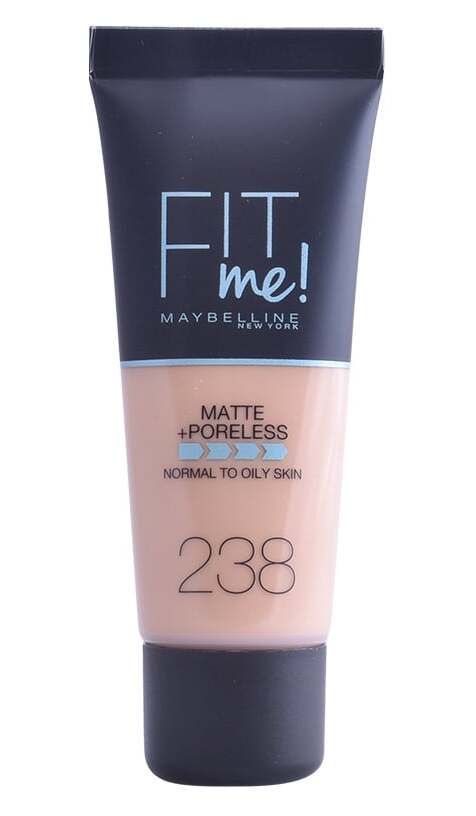 FIT
me!
MAYBELLINE
NEW YORK
MATTE
+PORELESS
NORMAL TO OILY SKIN
238